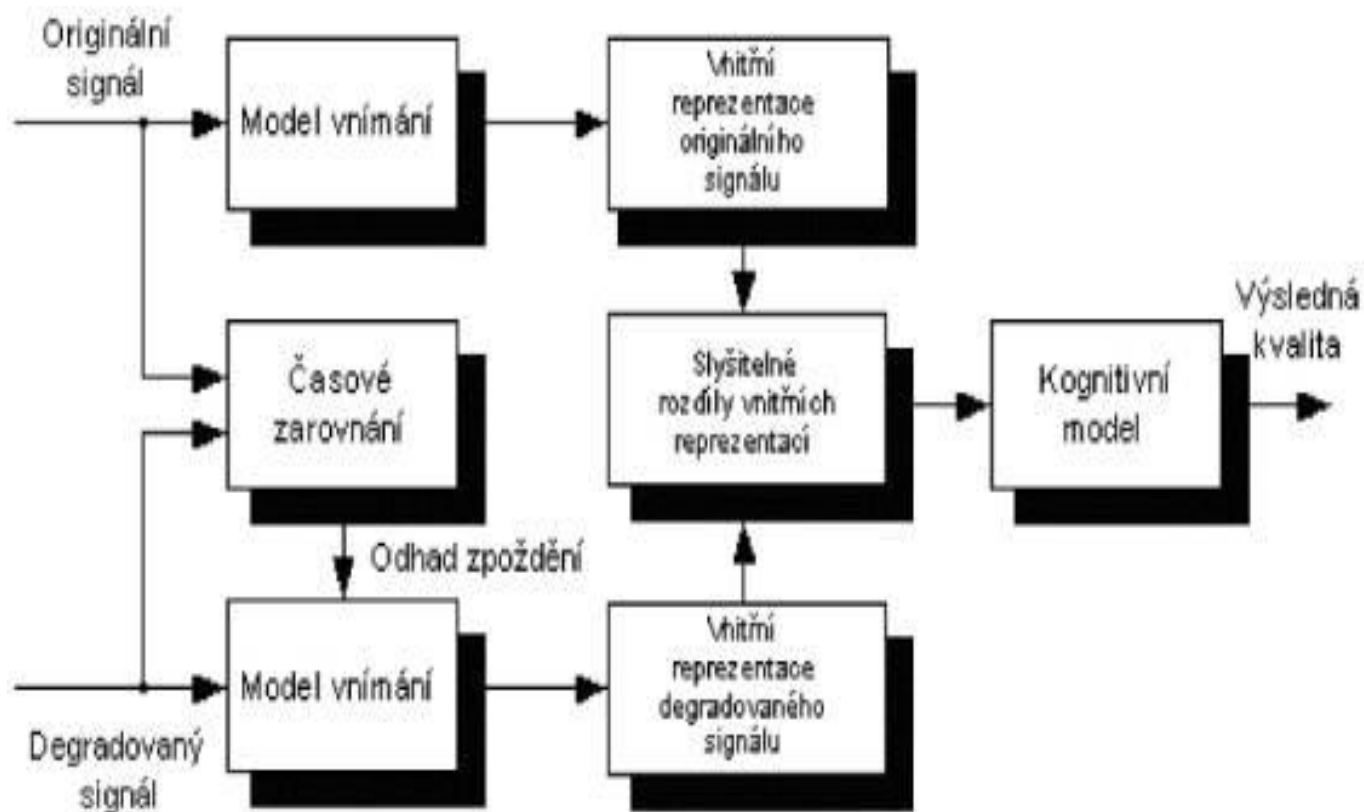 Originální
signál
Model vnímání
Vnitřní
reprezentace
originálního
signálu
Časové
zarovnání
Slyšitelné
rozdíly vnitřních
reprezentací
Kognitivní
model
Výsledná
kvalita
Odhad zpoždění
Degradovaný
signál
Model vnímání
Vnitřní
reprezentace
degradovaného
signálu